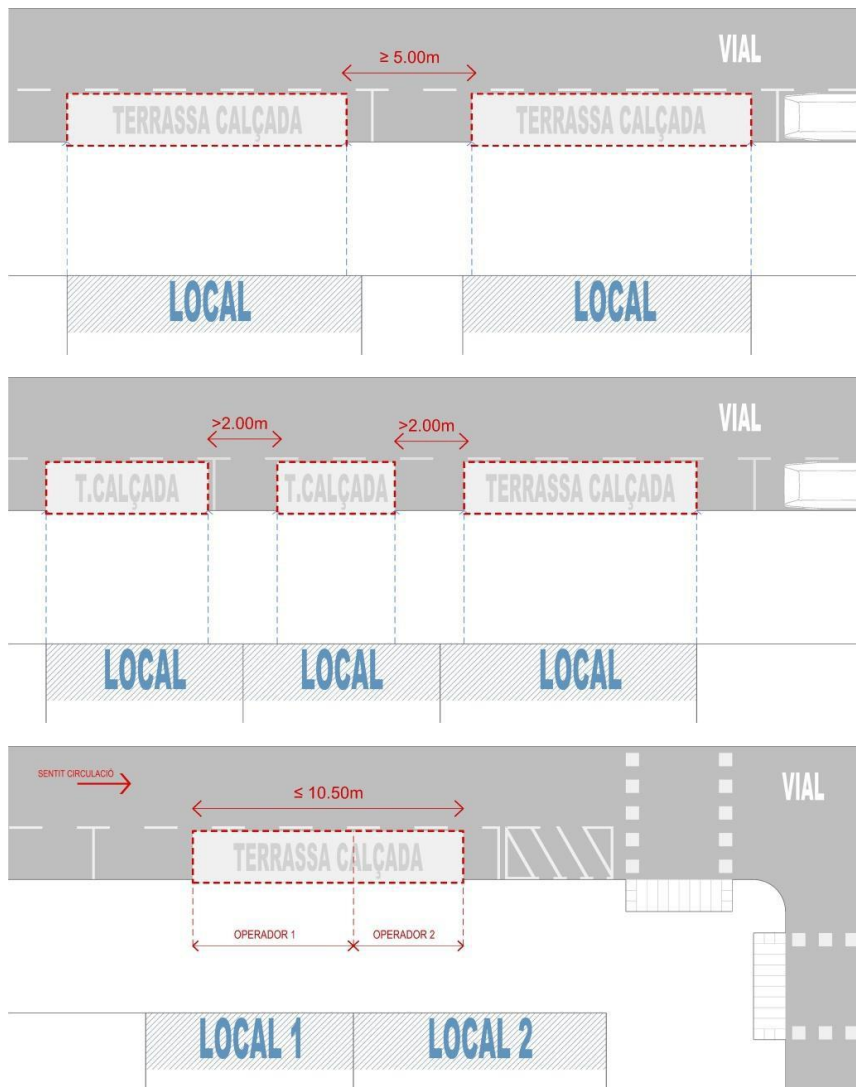 ≥ 5.00m
VIAL
TERRASSA CALÇADA
TERRASSA CALÇADA
LOCAL
LOCAL
>2.00m
>2.00m
VIAL
T.CALÇADA
T.CALÇADA
TERRASSA CALÇADA
LOCAL
LOCAL
LOCAL
SENTIT CIRCULACIÓ
≤ 10.50m
VIAL
TERRASSA CALÇADA
OPERADOR 1
OPERADOR 2
LOCAL 1
LOCAL 2